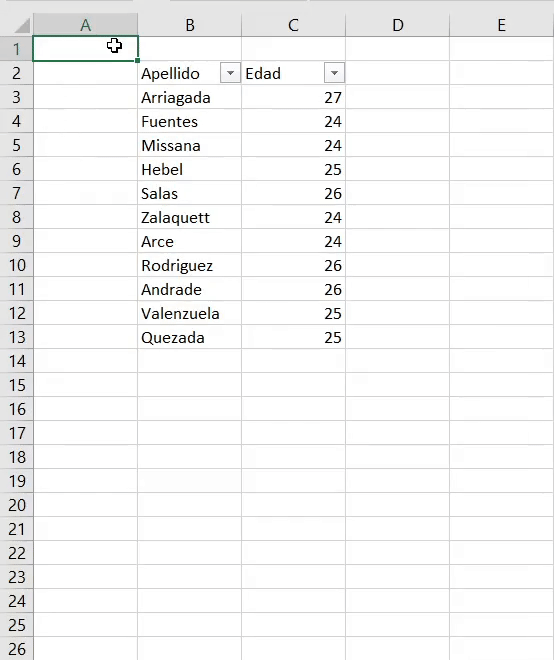 A B C D E
1
2 Apellido Edad
3 Arriagada 27
4 Fuentes 24
5 Missana 24
6 Hebel 25
7 Salas 26
8 Zalaquett 24
9 Arce 24
10 Rodriguez 26
11 Andrade 26
12 Valenzuela 25
13 Quezada 25
14
15
16
17
18
19
20
21
22
23
24
25
26